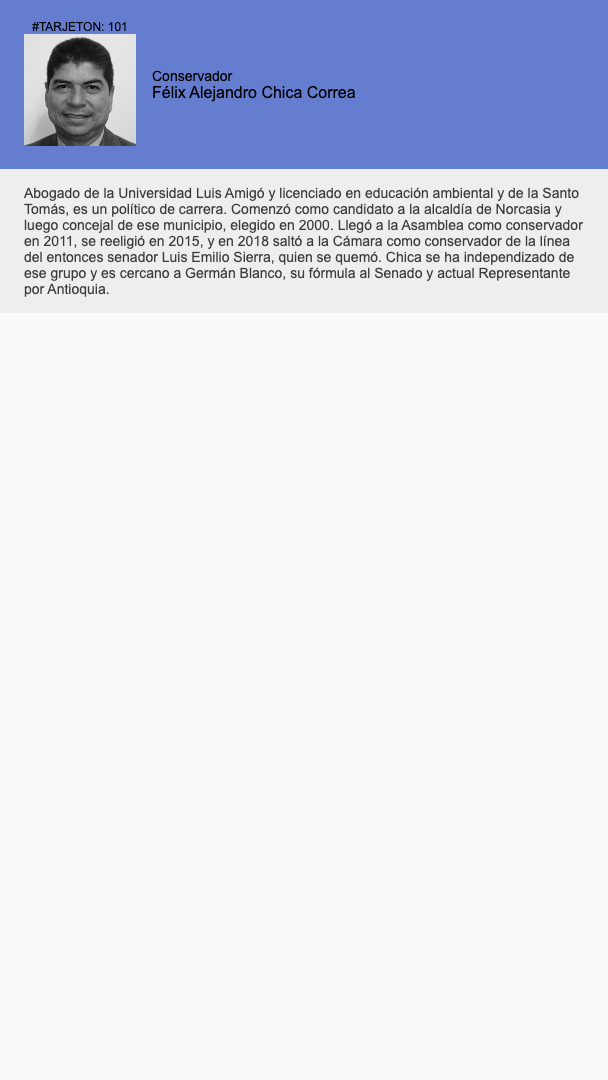 #TARJETON: 101
Conservador
Félix Alejandro Chica Correa
Abogado de la Universidad Luis Amigó y licenciado en educación ambiental y de la Santo
Tomás, es un político de carrera. Comenzó como candidato a la alcaldía de Norcasia y
luego concejal de ese municipio, elegido en 2000. Llegó a la Asamblea como conservador
en 2011, se reeligió en 2015, y en 2018 saltó a la Cámara como conservador de la línea
del entonces senador Luis Emilio Sierra, quien se quemó. Chica se ha independizado de
ese grupo y es cercano a Germán Blanco, su fórmula al Senado y actual Representante
por Antioquia.